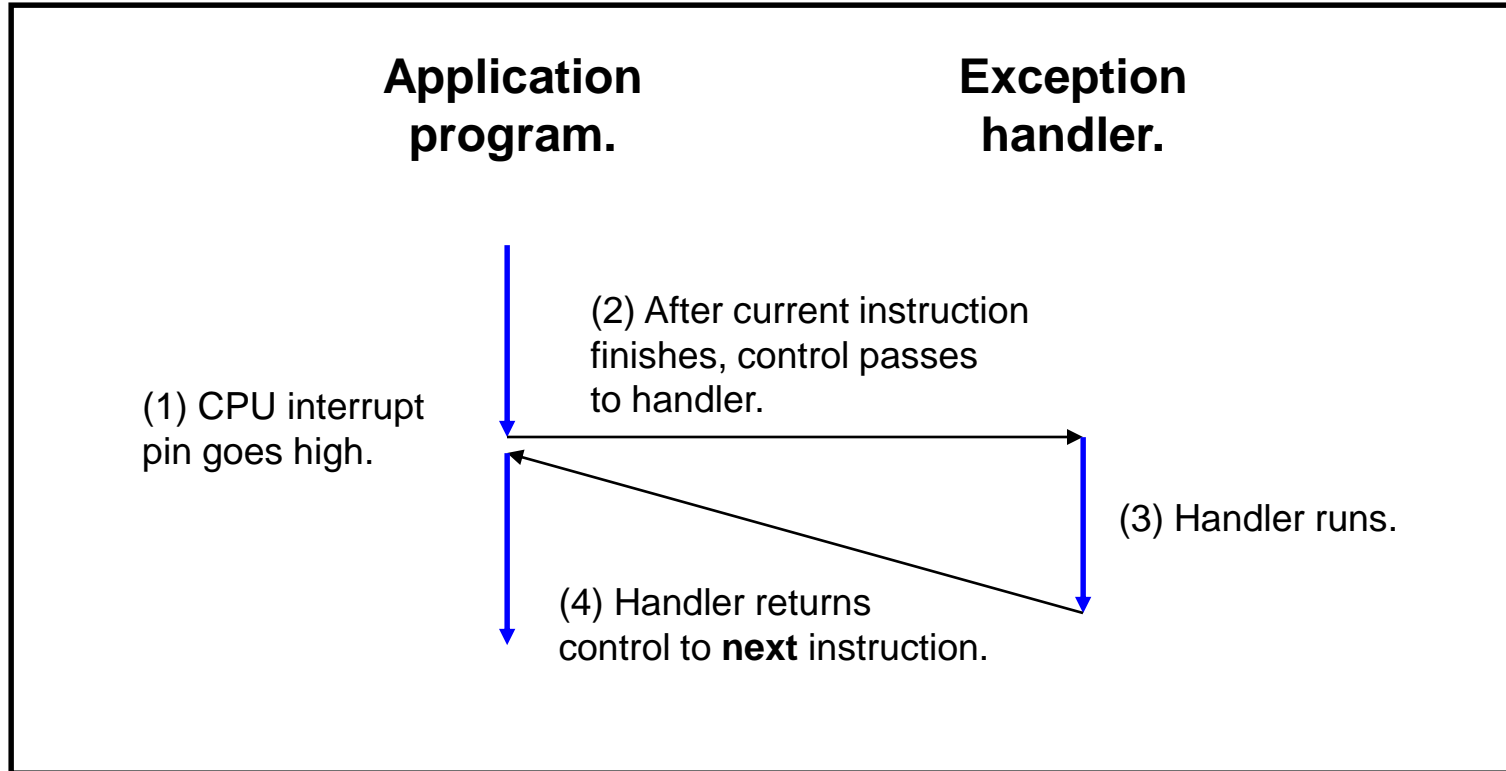 Application
program.
Exception
handler.
(1) CPU interrupt
pin goes high.
(2) After current instruction
finishes, control passes
to handler.
(3) Handler runs.
(4) Handler returns
control to next instruction.